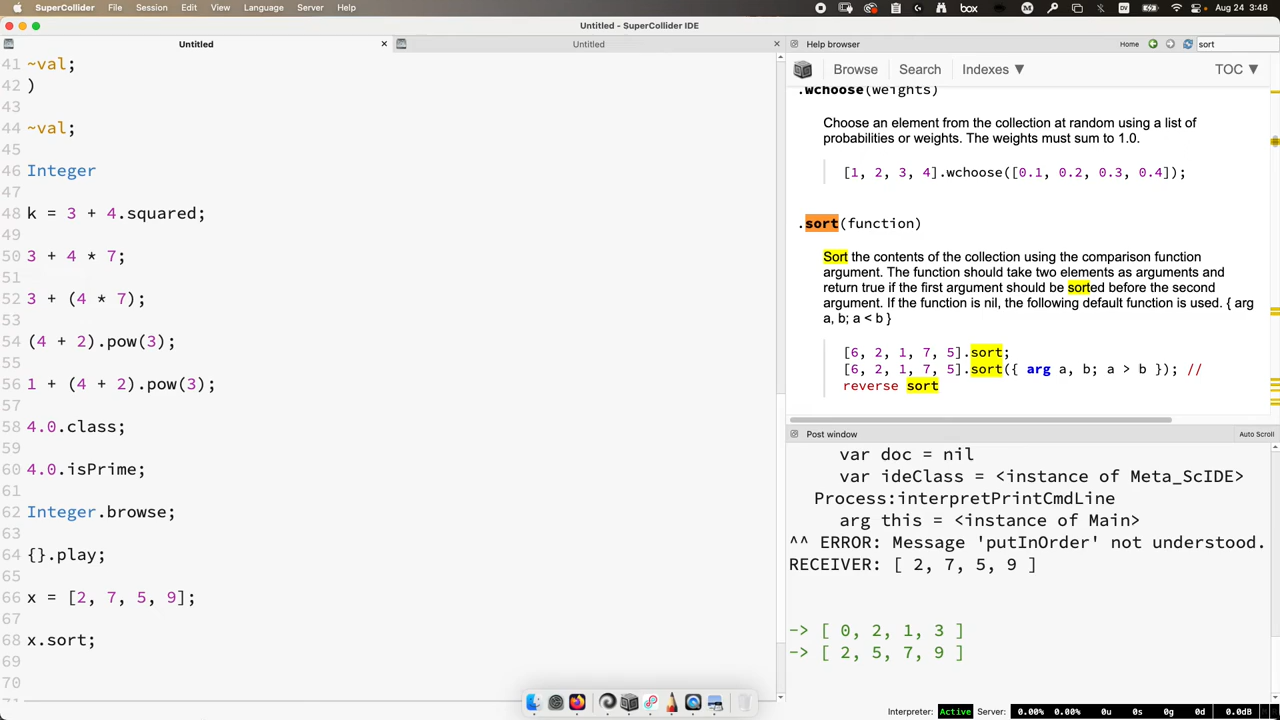 SuperCollider File Session Edit View Language Server Help
box
DV
Aug 24 3:48
Untitled - SuperCollider IDE
Untitled
Untitled
41 ~val;
42 )
43
44 ~val;
45
46 Integer
47
48 k = 3 + 4.squared;
49
50 3 + 4 * 7;
51
52 3 + (4 * 7);
53
54 (4 + 2).pow(3);
55
56 1 + (4 + 2).pow(3);
57
58 4.0.class;
59
60 4.0.isPrime;
61
62 Integer.browse;
63
64 {}.play;
65
66 x = [2, 7, 5, 9];
67
68 x.sort;
69
70
Help browser
Home
sort
Browse Search Indexes ▼ TOC ▼
.wchoose(weights)
Choose an element from the collection at random using a list of
probabilities or weights. The weights must sum to 1.0.
[1, 2, 3, 4].wchoose([0.1, 0.2, 0.3, 0.4]);
.sort(function)
Sort the contents of the collection using the comparison function
argument. The function should take two elements as arguments and
return true if the first argument should be sorted before the second
argument. If the function is nil, the following default function is used. { arg
a, b; a < b }
[6, 2, 1, 7, 5].sort;
[6, 2, 1, 7, 5].sort({ arg a, b; a > b }); //
reverse sort
Post window
Auto Scroll
var doc = nil
var ideClass = <instance of Meta_ScIDE>
Process:interpretPrintCmdLine
arg this = <instance of Main>
^^ ERROR: Message 'putInOrder' not understood.
RECEIVER: [ 2, 7, 5, 9 ]
-> [ 0, 2, 1, 3 ]
-> [ 2, 5, 7, 9 ]
Interpreter: Active Server: 0.00% 0.00% 0u 0s 0g 0d 0.0dB